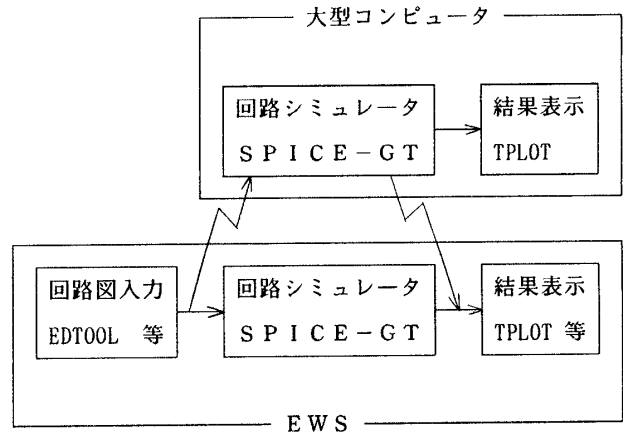 大型コンピュータ
回路シミュレータ
SPICE-GT
結果表示
TPLOT
回路図入力
EDTOOL 等
回路シミュレータ
SPICE-GT
結果表示
TPLOT 等
EWS